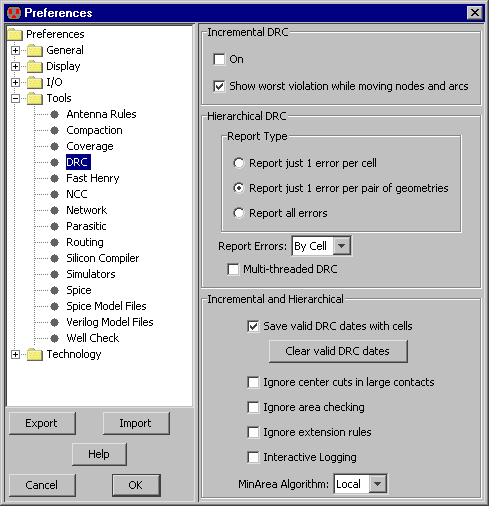 Preferences
Preferences
General
Display
I/O
Tools
Antenna Rules
Compaction
Coverage
DRC
Fast Henry
NCC
Network
Parasitic
Routing
Silicon Compiler
Simulators
Spice
Spice Model Files
Verilog Model Files
Well Check
Technology
Export
Import
Help
Cancel
OK
Incremental DRC
On
Show worst violation while moving nodes and arcs
Hierarchical DRC
Report Type
Report just 1 error per cell
Report just 1 error per pair of geometries
Report all errors
Report Errors: By Cell
Multi-threaded DRC
Incremental and Hierarchical
Save valid DRC dates with cells
Clear valid DRC dates
Ignore center cuts in large contacts
Ignore area checking
Ignore extension rules
Interactive Logging
MinArea Algorithm: Local